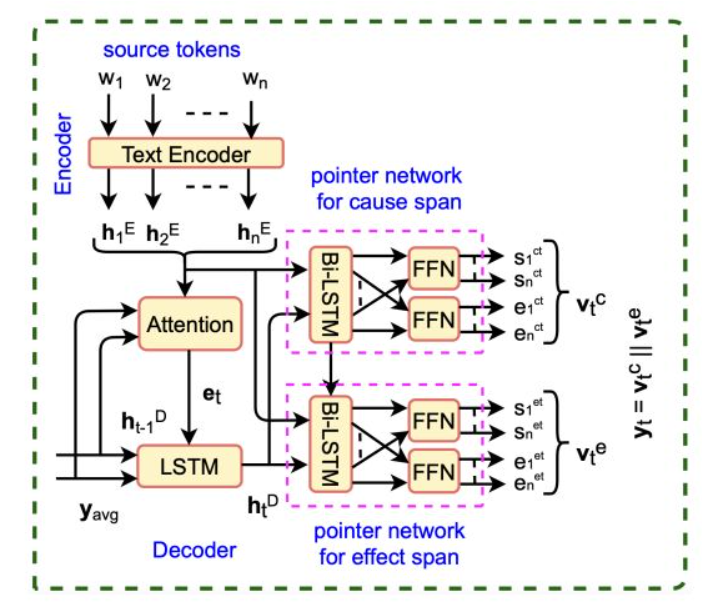 source tokens
w₁ w₂ wₙ
Encoder
Text Encoder
h₁ᴱ h₂ᴱ hₙᴱ
pointer network
for cause span
Bi-LSTM
FFN
FFN
s₁ᶜᵗ
sₙᶜᵗ
e₁ᶜᵗ
eₙᶜᵗ
vₜᶜ
Attention
eₜ
hₜ₋₁ᴰ
LSTM
yavg
hₜᴰ
Decoder
Bi-LSTM
FFN
FFN
s₁ᵉᵗ
sₙᵉᵗ
e₁ᵉᵗ
eₙᵉᵗ
vₜᵉ
pointer network
for effect span
yₜ = vₜᶜ || vₜᵉ